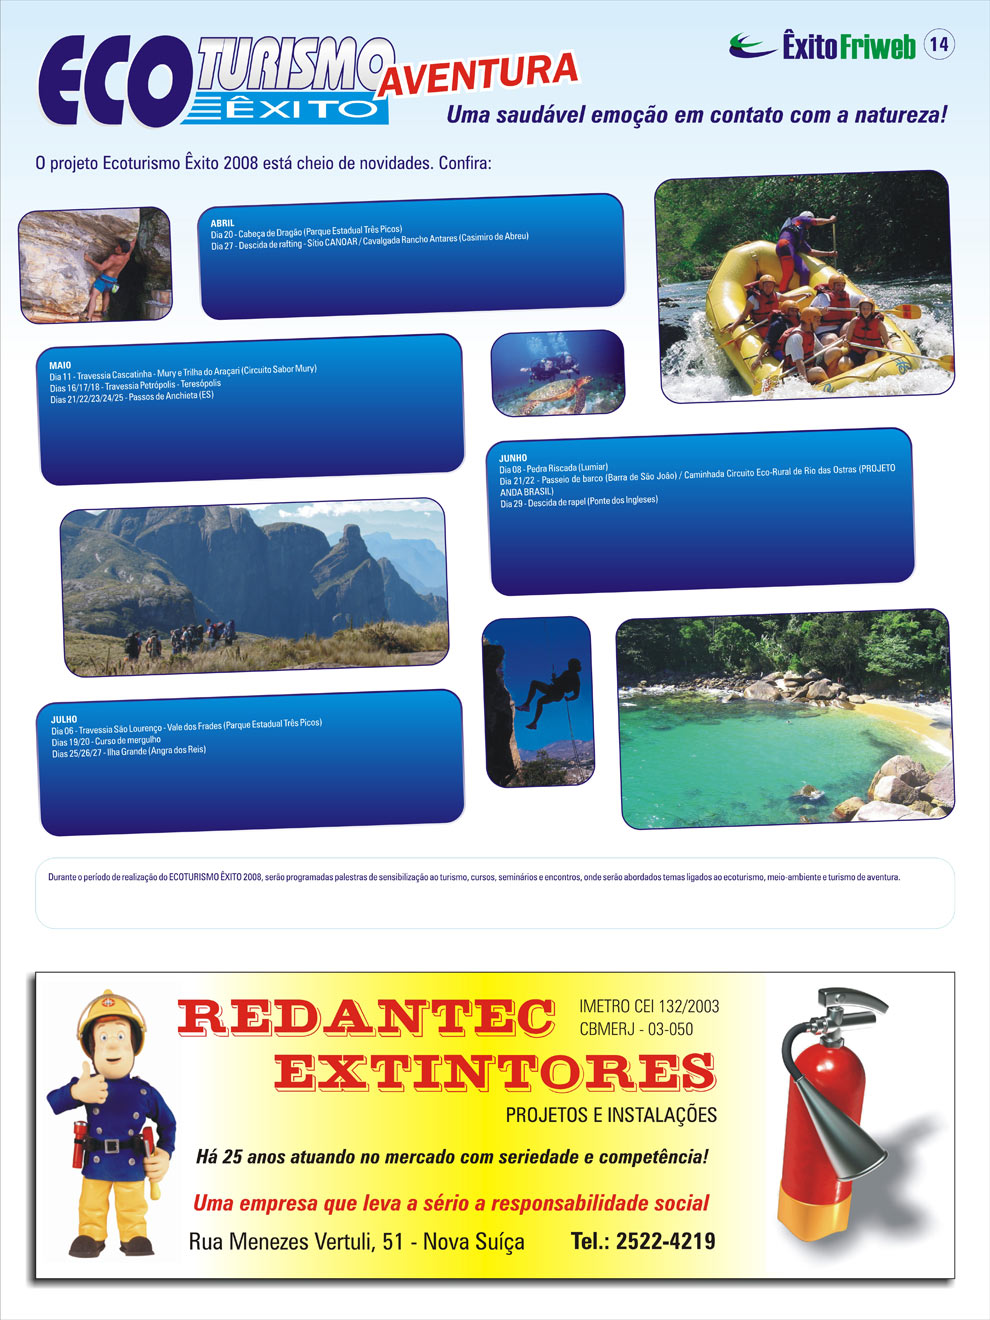 ECOTURISMO AVENTURA
ÊXITO
ÊxitoFriweb 14
Uma saudável emoção em contato com a natureza!
O projeto Ecoturismo Êxito 2008 está cheio de novidades. Confira:
ABRIL
Dia 20 - Cabeça de Dragão (Parque Estadual Três Picos)
Dia 27 - Descida de rafting - Sítio CANOAR / Cavalgada Rancho Antares (Casimiro de Abreu)
MAIO
Dia 11 - Travessia Cascatinha - Mury e Trilha do Araçari (Circuito Sabor Mury)
Dias 16/17/18 - Travessia Petrópolis - Teresópolis
Dias 21/22/23/24/25 - Passos de Anchieta (ES)
JUNHO
Dia 08 - Pedra Riscada (Lumiar)
Dia 21/22 - Passeio de barco (Barra de São João) / Caminhada Circuito Eco-Rural de Rio das Ostras (PROJETO
ANDA BRASIL)
Dia 29 - Descida de rapel (Ponte dos Ingleses)
JULHO
Dia 06 - Travessia São Lourenço - Vale dos Frades (Parque Estadual Três Picos)
Dias 19/20 - Curso de mergulho
Dias 25/26/27 - Ilha Grande (Angra dos Reis)
Durante o período de realização do ECOTURISMO ÊXITO 2008, serão programadas palestras de sensibilização ao turismo, cursos, seminários e encontros, onde serão abordados temas ligados ao ecoturismo, meio-ambiente e turismo de aventura.
REDANTEC
EXTINTORES
IMETRO CEI 132/2003
CBMERJ - 03-050
PROJETOS E INSTALAÇÕES
Há 25 anos atuando no mercado com seriedade e competência!
Uma empresa que leva a sério a responsabilidade social
Rua Menezes Vertuli, 51 - Nova Suíça Tel.: 2522-4219